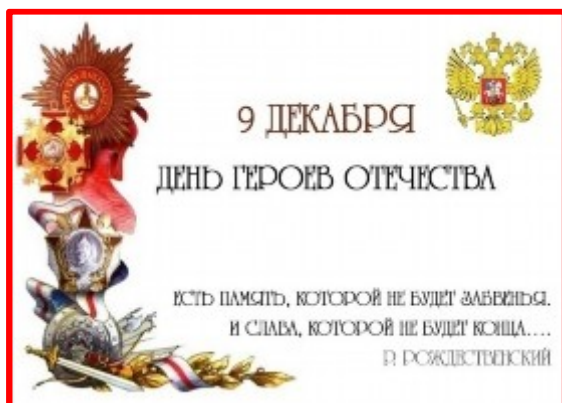 9 ДЕКАБРЯ
ДЕНЬ ГЕРОЕВ ОТЕЧЕСТВА
ЕСТЬ ПАМЯТЬ, КОТОРОЙ НЕ БУДЕТ ЗАБВЕНЬЯ.
И СЛАВА, КОТОРОЙ НЕ БУДЕТ КОНЦА....
Р. РОЖДЕСТВЕНСКИЙ